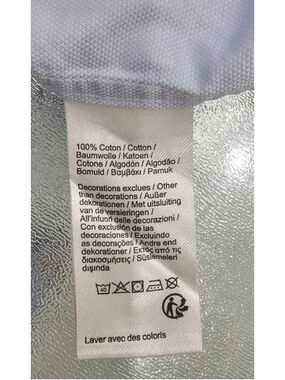 100% Coton / Cotton /
Baumwolle / Katoen /
Cotone / Algodón / Algodão /
Bomuld / Βαμβάκι / Pamuk
Decorations exclues / Other
than decorations / Außer
dekorationen / Met uitsluiting
van de versieringen /
All'infuori delle decorazioni /
Con exclusión de las
decoraciones / Excluindo
as decorações / Andre end
dekorationer / Εκτός από τις
διακοσμήσεις / Süslemeleri
dışında
40
Laver avec des coloris